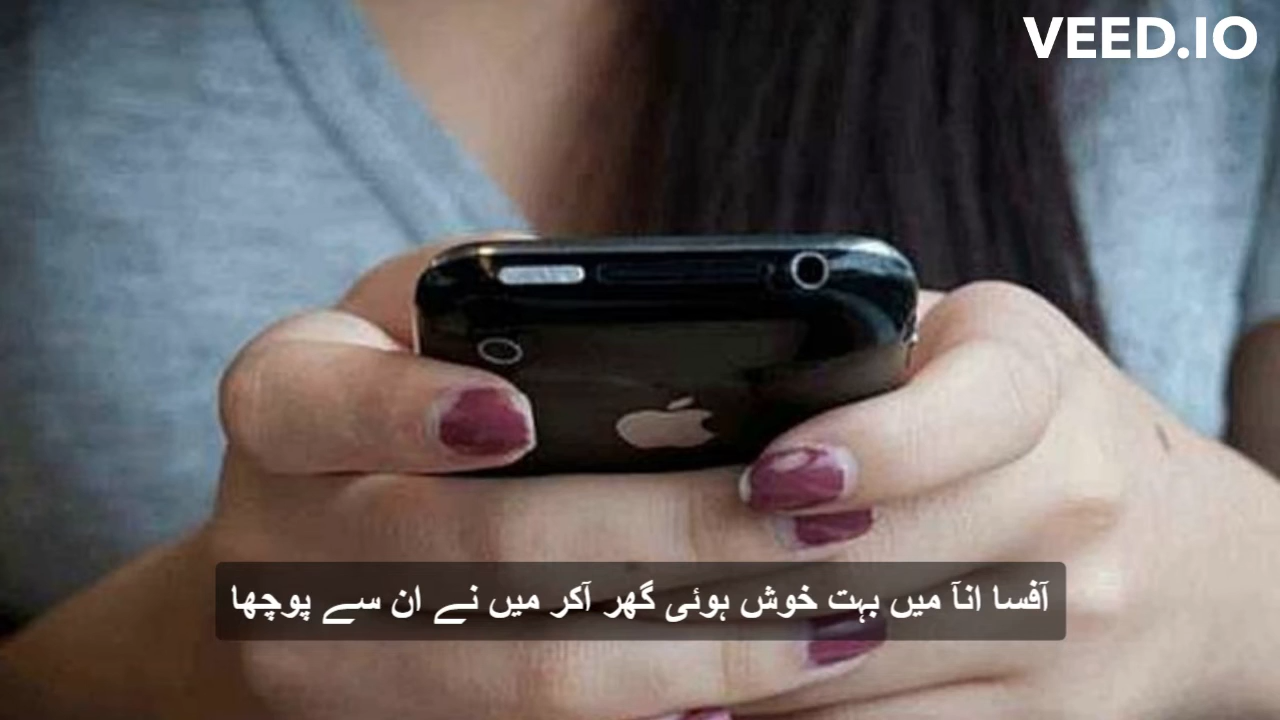 VEED.IO
آفسا انآ میں بہت خوش ہوئی گھر آکر میں نے ان سے پوچھا